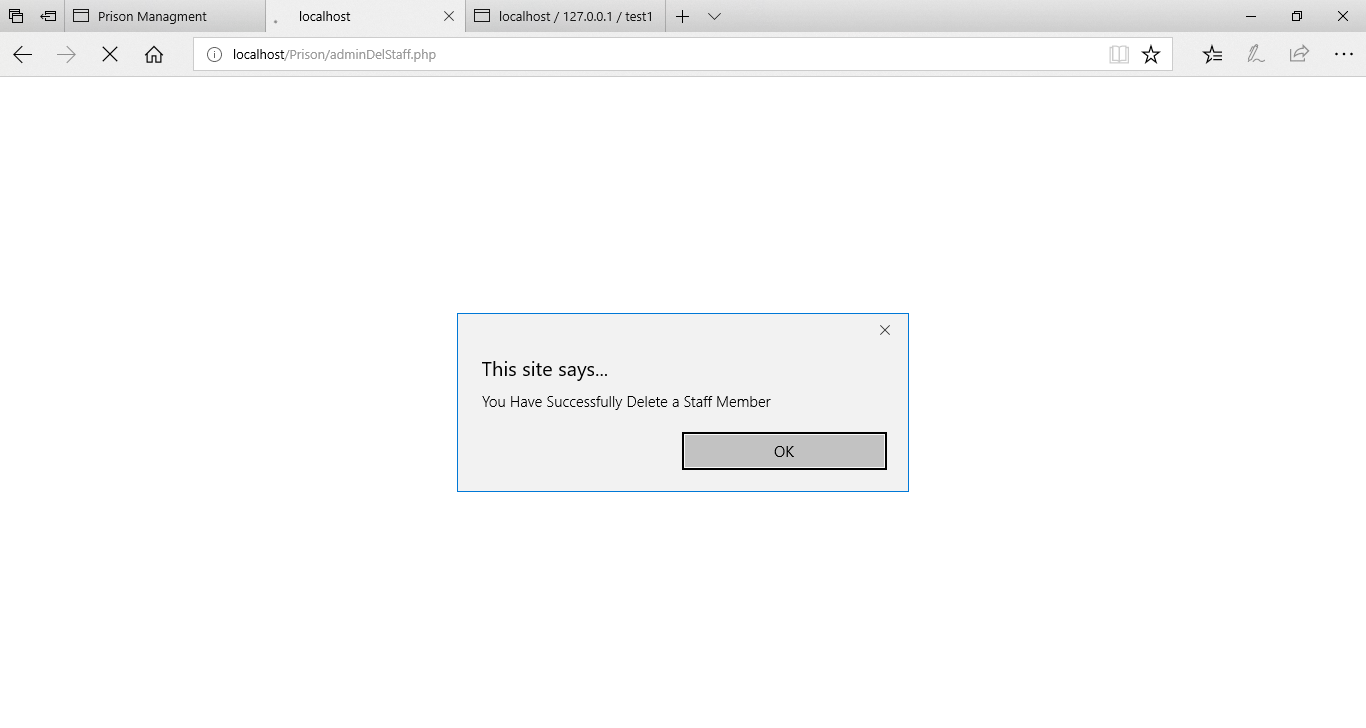 Prison Managment
localhost
localhost / 127.0.0.1 / test1
localhost/Prison/adminDelStaff.php
This site says...
You Have Successfully Delete a Staff Member
OK